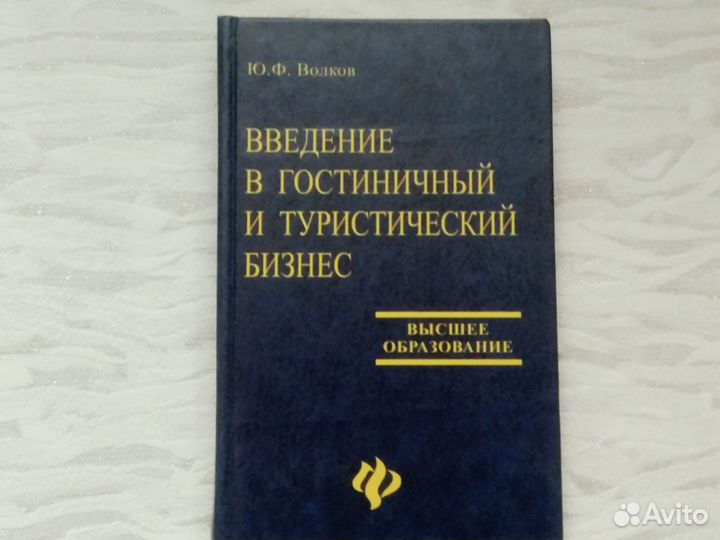 Ю.Ф. Волков
ВВЕДЕНИЕ
В ГОСТИНИЧНЫЙ
И ТУРИСТИЧЕСКИЙ
БИЗНЕС
ВЫСШЕЕ
ОБРАЗОВАНИЕ
Avito